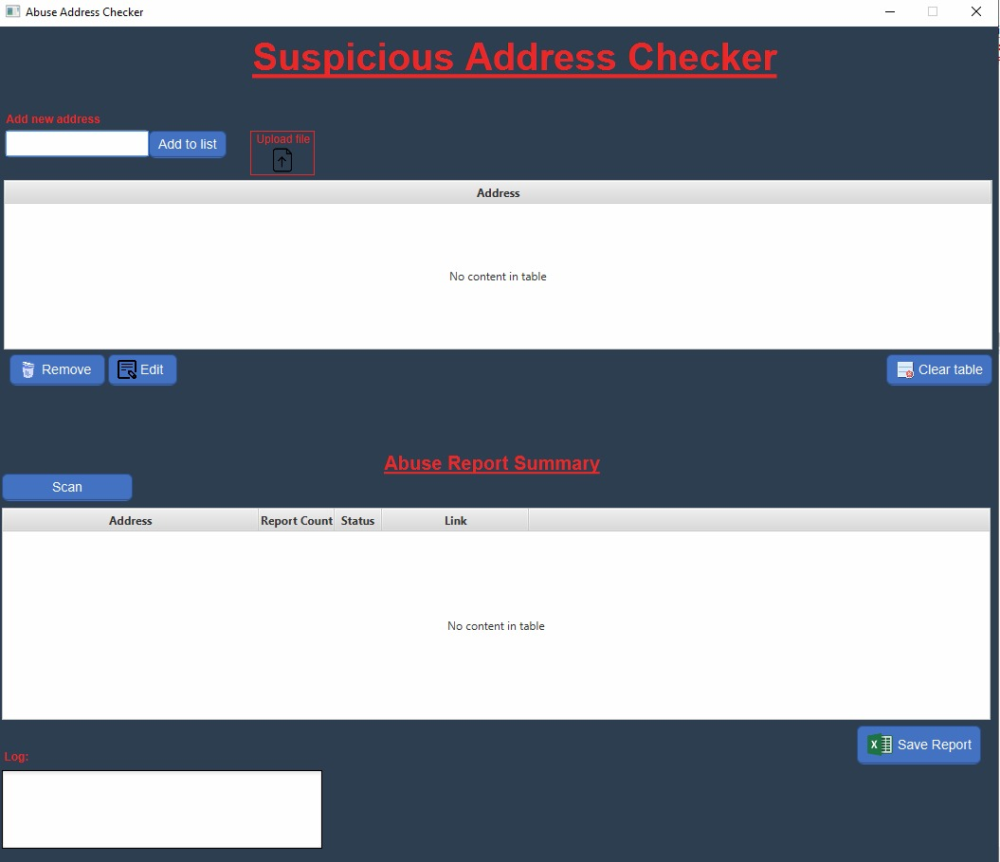 Abuse Address Checker
Suspicious Address Checker
Add new address
Add to list
Upload file
Address
No content in table
Remove
Edit
Clear table
Abuse Report Summary
Scan
Address Report Count Status Link
No content in table
Save Report
Log: